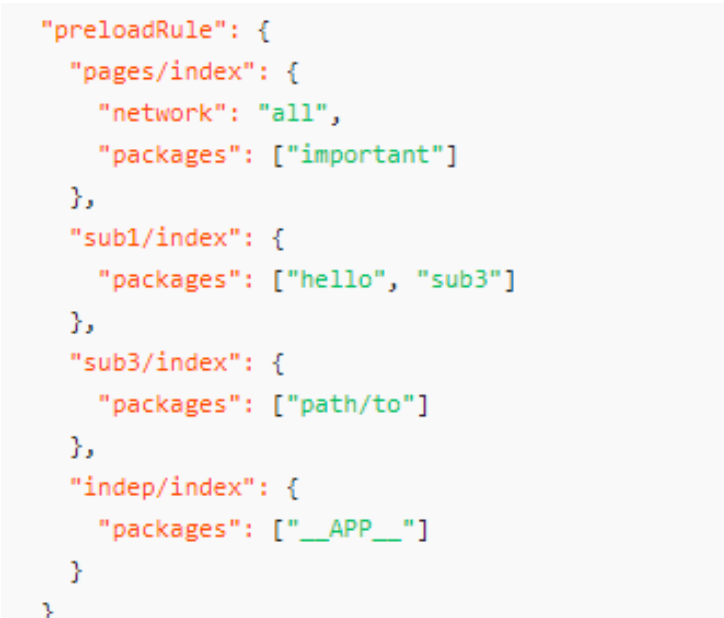 "preloadRule": {
"pages/index": {
"network": "all",
"packages": ["important"]
},
"sub1/index": {
"packages": ["hello", "sub3"]
},
"sub3/index": {
"packages": ["path/to"]
},
"indep/index": {
"packages": ["__APP__"]
}
}